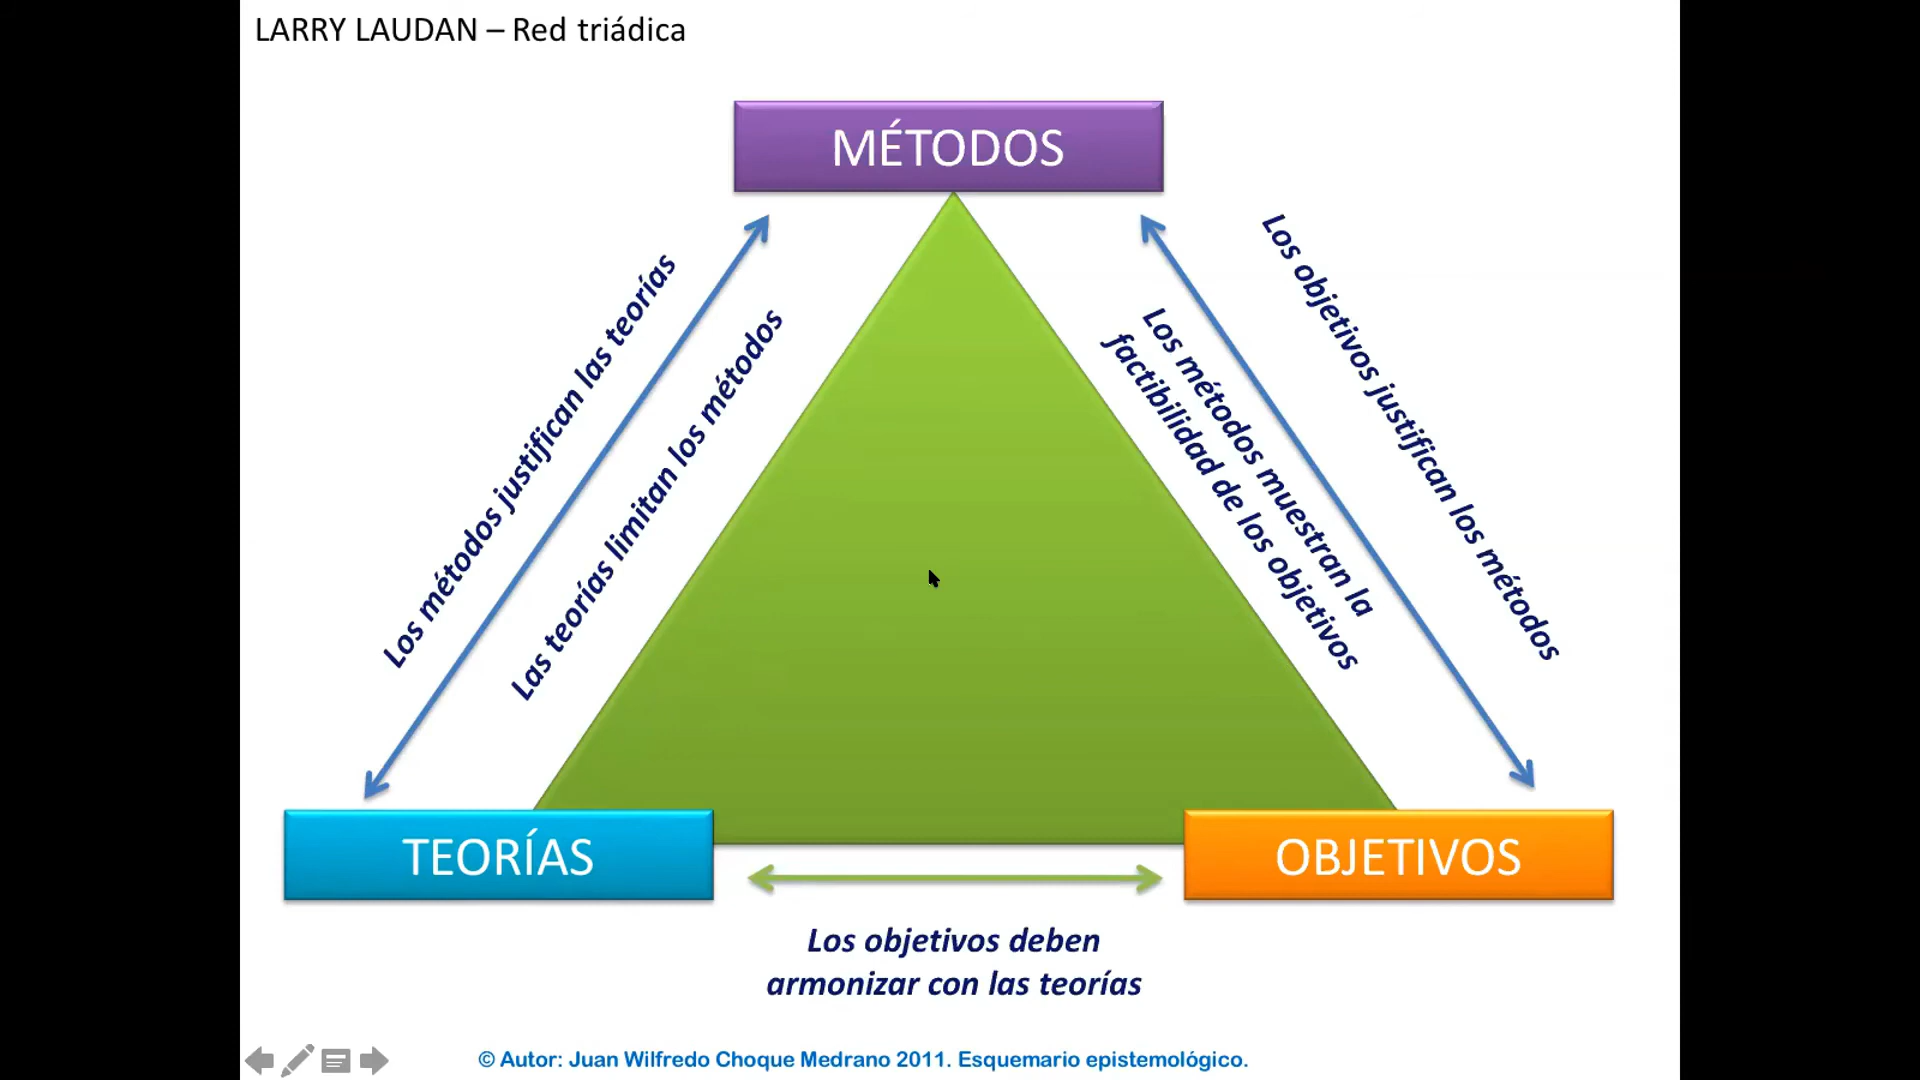 LARRY LAUDAN – Red triádica
MÉTODOS
Los métodos justifican las teorías
Las teorías limitan los métodos
Los métodos muestran la
factibilidad de los objetivos
Los objetivos justifican los métodos
TEORÍAS
OBJETIVOS
Los objetivos deben
armonizar con las teorías
© Autor: Juan Wilfredo Choque Medrano 2011. Esquemario epistemológico.